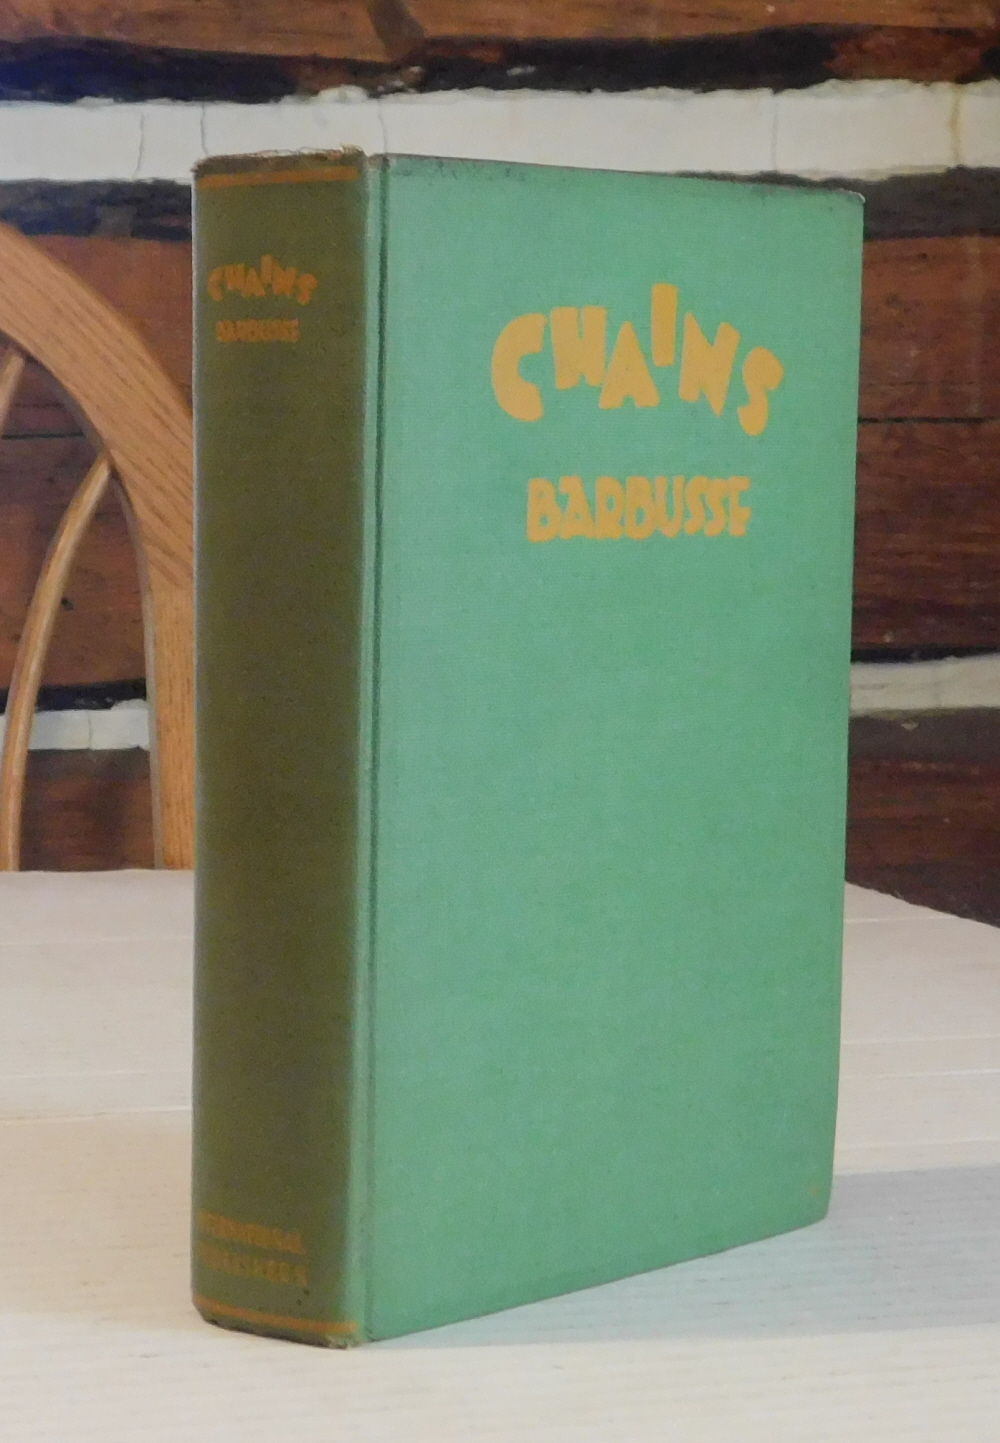 CHAINS
BARBUSSE
CHAINS
BARBUSSE
INTERNATIONAL
PUBLISHERS